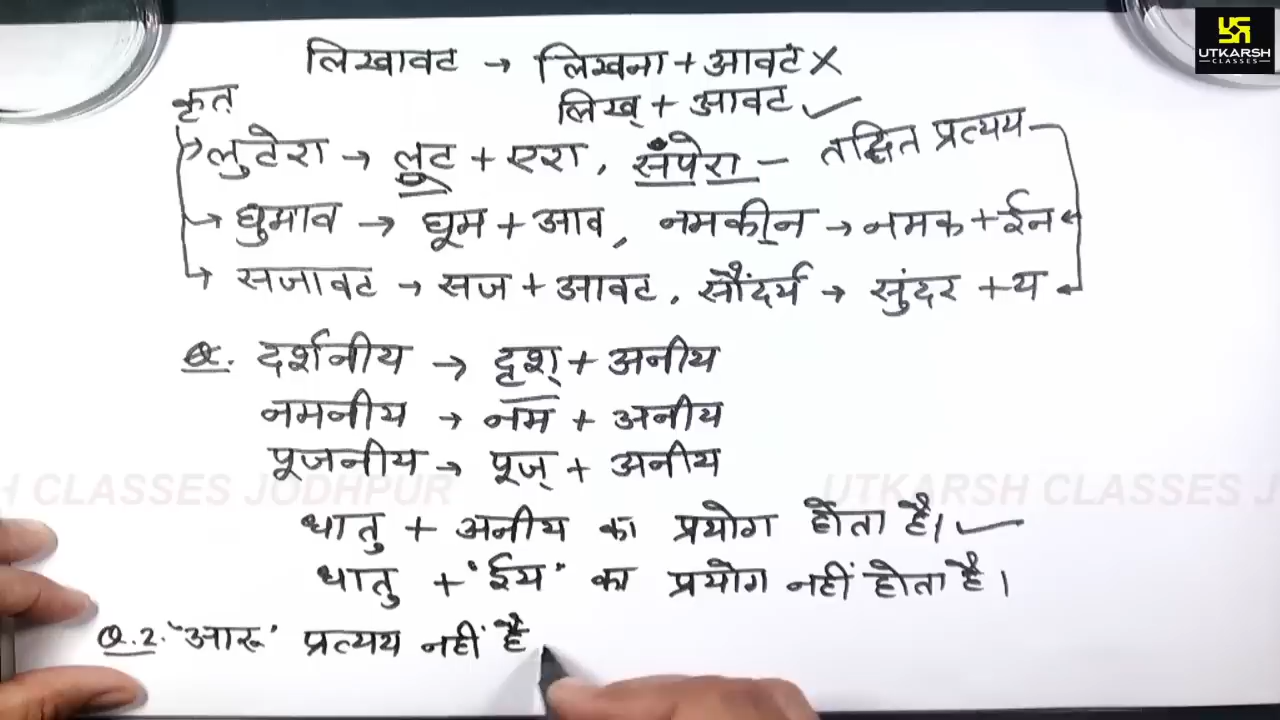 UTKARSH
CLASSES
लिखावट → लिखना + आवट ×
कृत् लिख् + आवट ✓
लुटेरा → लूट + एरा, सँपेरा – तद्धित प्रत्यय
घुमाव → घूम + आव, नमकीन → नमक + ईन
सजावट → सज + आवट, सौंदर्य → सुंदर + य
Q. दर्शनीय → दृश् + अनीय
नमनीय → नम + अनीय
पूजनीय → पूज् + अनीय
H CLASSES JODHPUR UTKARSH CLASSES J
धातु + अनीय का प्रयोग होता है। ✓
धातु + "ईय" का प्रयोग नहीं होता है।
Q.2. "आरू" प्रत्यय नहीं है